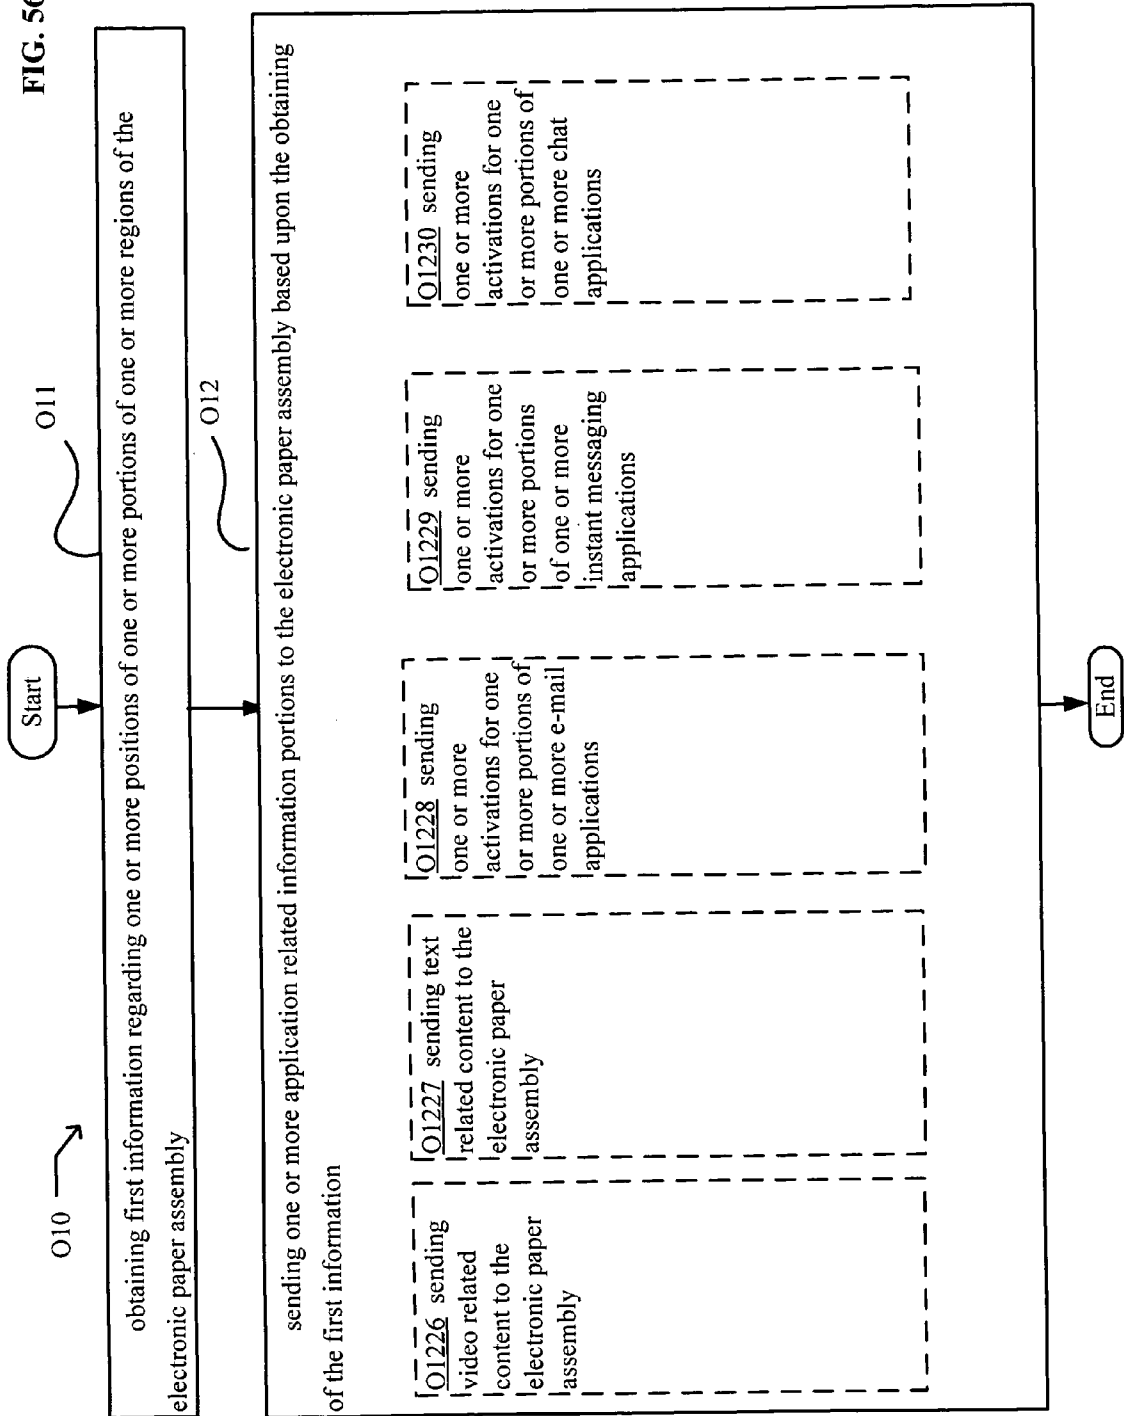 FIG. 56
O10
Start
O11
obtaining first information regarding one or more positions of one or more portions of one or more regions of the
electronic paper assembly
O12
sending one or more application related information portions to the electronic paper assembly based upon the obtaining
of the first information
O1226 sending
video related
content to the
electronic paper
assembly
O1227 sending text
related content to the
electronic paper
assembly
O1228 sending
one or more
activations for one
or more portions of
one or more e-mail
applications
O1229 sending
one or more
activations for one
or more portions
of one or more
instant messaging
applications
O1230 sending
one or more
activations for one
or more portions of
one or more chat
applications
End